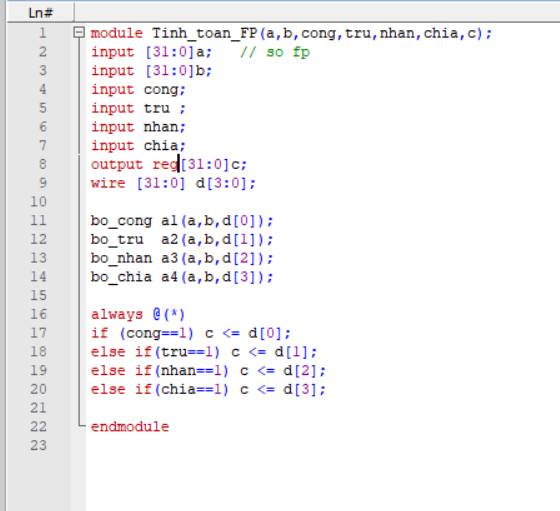 Ln#
1 module Tinh_toan_FP(a,b,cong,tru,nhan,chia,c);
2 input [31:0]a;   // so fp
3 input [31:0]b;
4 input cong;
5 input tru ;
6 input nhan;
7 input chia;
8 output reg[31:0]c;
9 wire [31:0] d[3:0];
10
11 bo_cong a1(a,b,d[0]);
12 bo_tru  a2(a,b,d[1]);
13 bo_nhan a3(a,b,d[2]);
14 bo_chia a4(a,b,d[3]);
15
16 always @(*)
17 if (cong==1) c <= d[0];
18 else if(tru==1) c <= d[1];
19 else if(nhan==1) c <= d[2];
20 else if(chia==1) c <= d[3];
21
22 endmodule
23